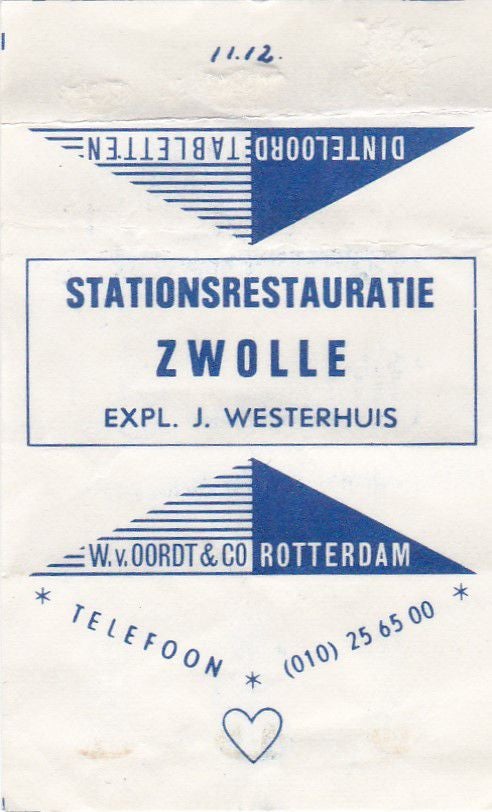 11.12.
DINTELOORD TABLETTEN
STATIONSRESTAURATIE
ZWOLLE
EXPL. J. WESTERHUIS
W.v.OORDT & CO ROTTERDAM
* TELEFOON * (010) 25 65 00 *